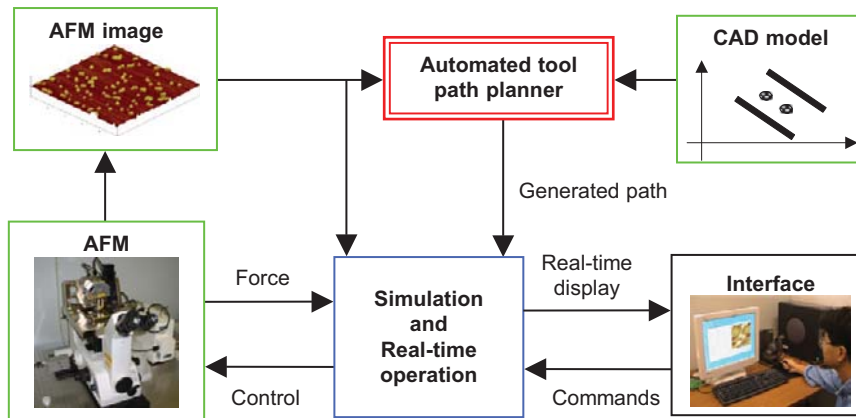 AFM image
Automated tool
path planner
CAD model
Generated path
AFM
Force
Control
Simulation
and
Real-time
operation
Real-time
display
Commands
Interface